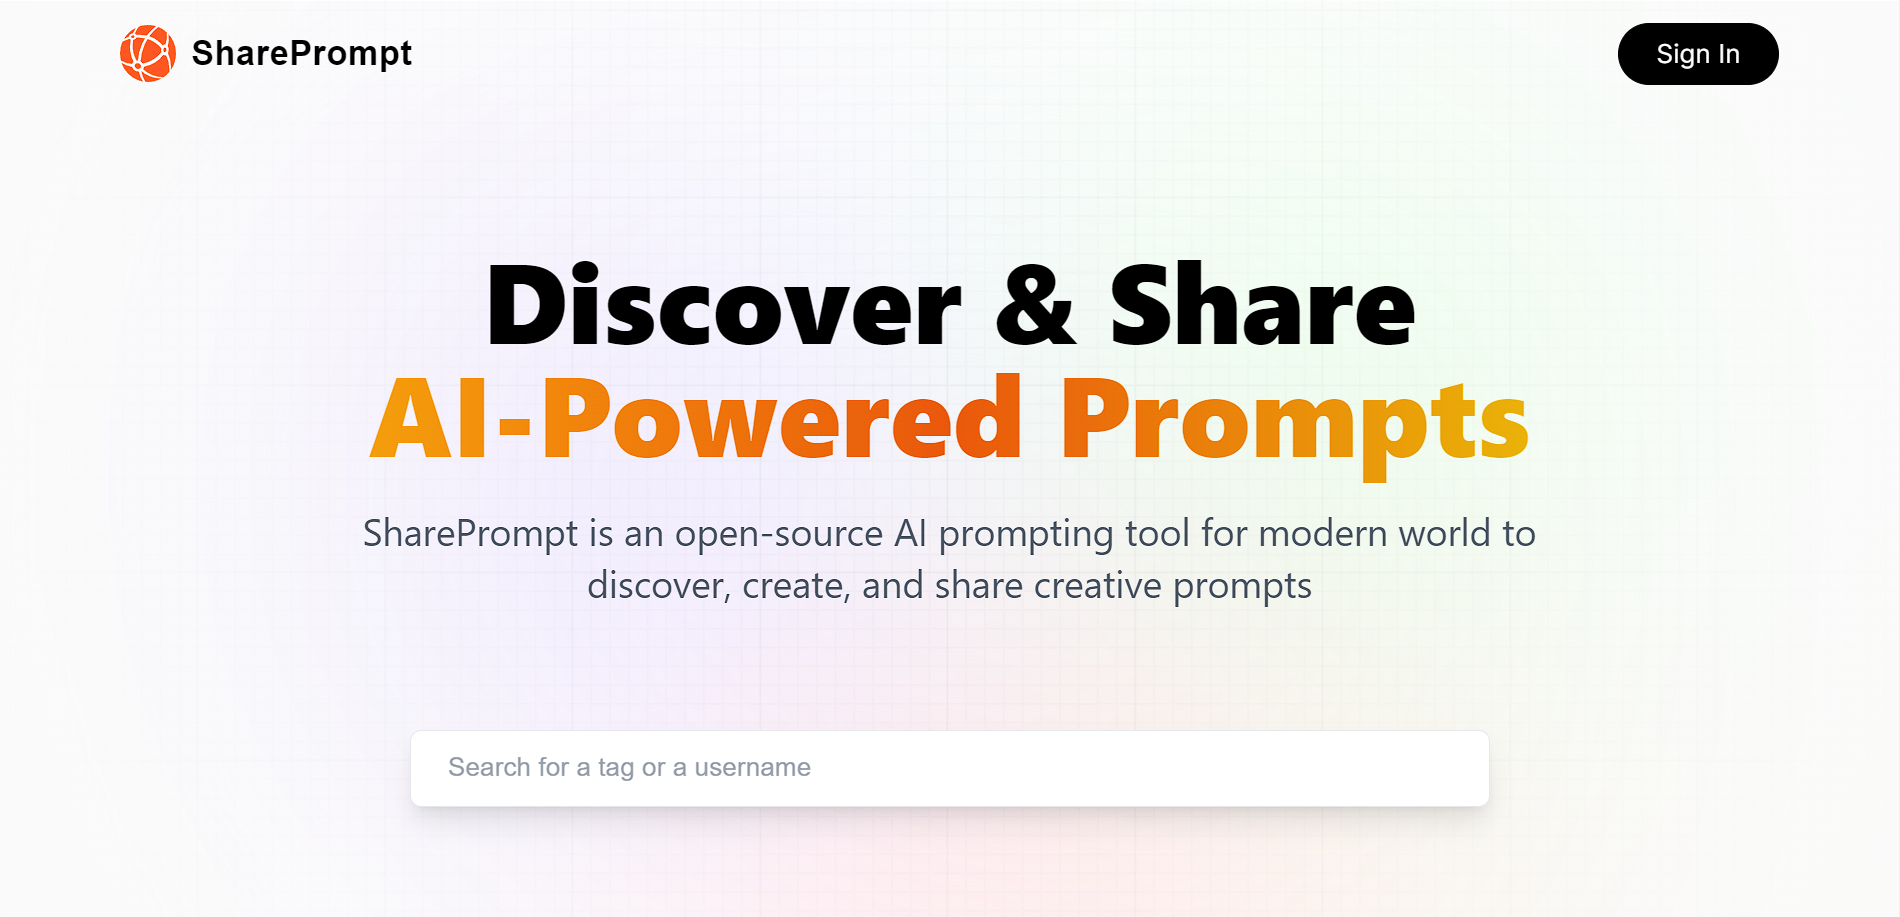 SharePrompt
Sign In
Discover & Share
AI-Powered Prompts
SharePrompt is an open-source AI prompting tool for modern world to
discover, create, and share creative prompts
Search for a tag or a username